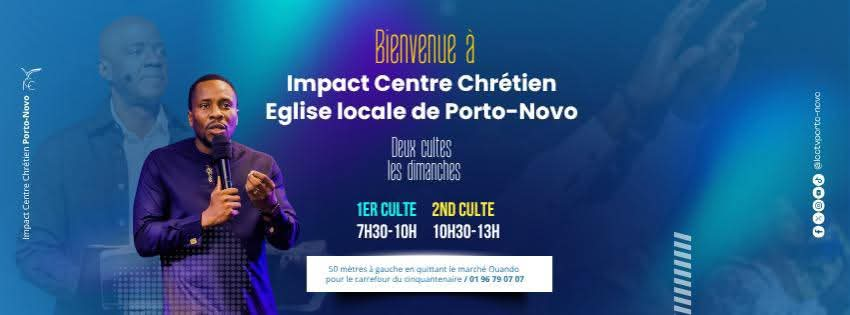 Bienvenue à
Impact Centre Chrétien
Eglise locale de Porto-Novo
Deux cultes
les dimanches
1ER CULTE 2ND CULTE
7H30-10H 10H30-13H
50 mètres à gauche en quittant le marché Ouando
pour le carrefour du cinquantenaire / 01 96 79 07 07
Impact Centre Chrétien Porto-Novo
@icctvporto-novo